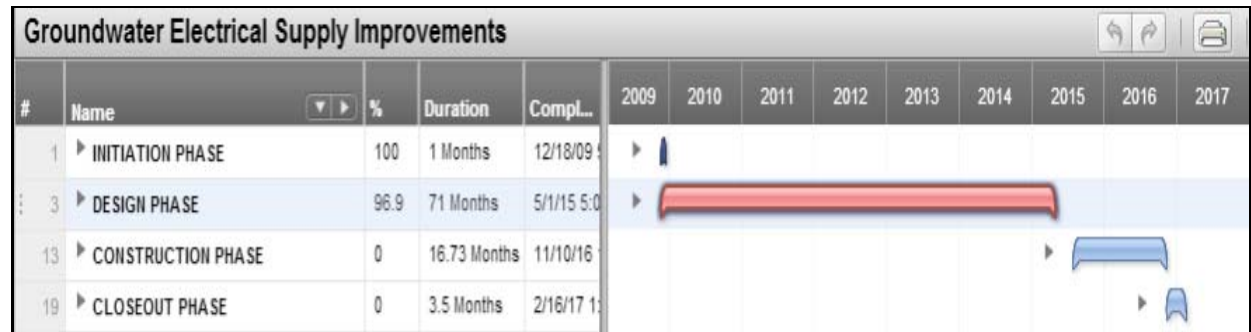 Groundwater Electrical Supply Improvements
# Name % Duration Compl... 2009 2010 2011 2012 2013 2014 2015 2016 2017
1 INITIATION PHASE 100 1 Months 12/18/09
3 DESIGN PHASE 96.9 71 Months 5/1/15 5:0
13 CONSTRUCTION PHASE 0 16.73 Months 11/10/16
19 CLOSEOUT PHASE 0 3.5 Months 2/16/17 1: